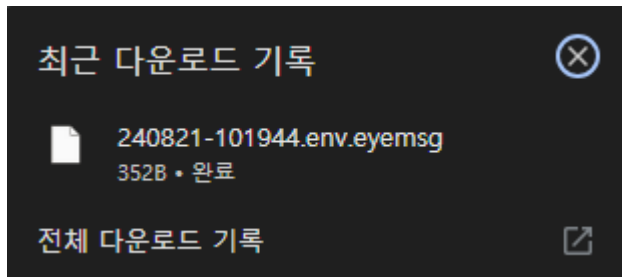 최근 다운로드 기록
240821-101944.env.eyemsg
352B • 완료
전체 다운로드 기록